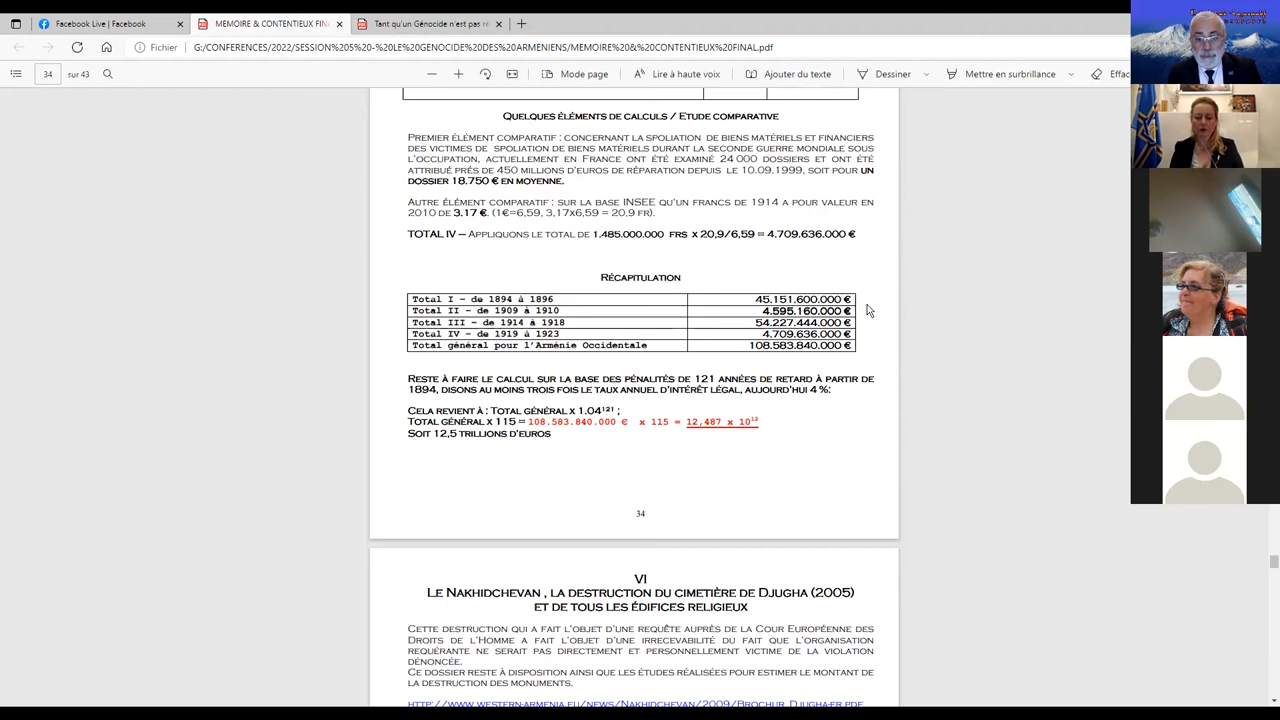 Facebook Live | Facebook
MEMOIRE & CONTENTIEUX FIN
Tant qu'un Génocide n'est pas re
Fichier
G:/CONFERENCES/2022/SESSION%205%20-%20LE%20GENOCIDE%20DES%20ARMENIENS/MEMOIRE%20&%20CONTENTIEUX%20FINAL.pdf
34 sur 43
Mode page
Lire à haute voix
Ajouter du texte
Dessiner
Mettre en surbrillance
Effac
QUELQUES ÉLÉMENTS DE CALCULS / ETUDE COMPARATIVE
PREMIER ÉLÉMENT COMPARATIF : CONCERNANT LA SPOLIATION DE BIENS MATÉRIELS ET FINANCIERS
DES VICTIMES DE SPOLIATION DE BIENS MATÉRIELS DURANT LA SECONDE GUERRE MONDIALE SOUS
L'OCCUPATION, ACTUELLEMENT EN FRANCE ONT ÉTÉ EXAMINÉ 24 000 DOSSIERS ET ONT ÉTÉ
ATTRIBUÉ PRÉS DE 450 MILLIONS D'EUROS DE RÉPARATION DEPUIS LE 10.09.1999, SOIT POUR UN
DOSSIER 18.750 € EN MOYENNE.
AUTRE ÉLÉMENT COMPARATIF : SUR LA BASE INSEE QU'UN FRANCS DE 1914 A POUR VALEUR EN
2010 DE 3.17 €. (1€=6,59, 3,17x6,59 = 20,9 FR).
TOTAL IV – APPLIQUONS LE TOTAL DE 1.485.000.000 FRS X 20,9/6,59 = 4.709.636.000 €
RÉCAPITULATION
Total I – de 1894 à 1896 45.151.600.000 €
Total II – de 1909 à 1910 4.595.160.000 €
Total III – de 1914 à 1918 54.227.444.000 €
Total IV – de 1919 à 1923 4.709.636.000 €
Total général pour l'Arménie Occidentale 108.583.840.000 €
RESTE À FAIRE LE CALCUL SUR LA BASE DES PÉNALITÉS DE 121 ANNÉES DE RETARD À PARTIR DE
1894, DISONS AU MOINS TROIS FOIS LE TAUX ANNUEL D'INTÉRÊT LÉGAL, AUJOURD'HUI 4 %:
CELA REVIENT À : TOTAL GÉNÉRAL X 1.04¹²¹ ;
TOTAL GÉNÉRAL X 115 = 108.583.840.000 € x 115 = 12,487 x 10¹²
SOIT 12,5 TRILLIONS D'EUROS
34
VI
LE NAKHIDCHEVAN , LA DESTRUCTION DU CIMETIÈRE DE DJUGHA (2005)
ET DE TOUS LES ÉDIFICES RELIGIEUX
CETTE DESTRUCTION QUI A FAIT L'OBJET D'UNE REQUÊTE AUPRÈS DE LA COUR EUROPÉENNE DES
DROITS DE L'HOMME A FAIT L'OBJET D'UNE IRRECEVABILITÉ DU FAIT QUE L'ORGANISATION
REQUÉRANTE NE SERAIT PAS DIRECTEMENT ET PERSONNELLEMENT VICTIME DE LA VIOLATION
DÉNONCÉE.
CE DOSSIER RESTE À DISPOSITION AINSI QUE LES ÉTUDES RÉALISÉES POUR ESTIMER LE MONTANT DE
LA DESTRUCTION DES MONUMENTS.
HTTP://WWW.WESTERN-ARMENIA.EU/NEWS/NAKHIDCHEVAN/2009/BROCHUR_DJUGHA-FR.PDF